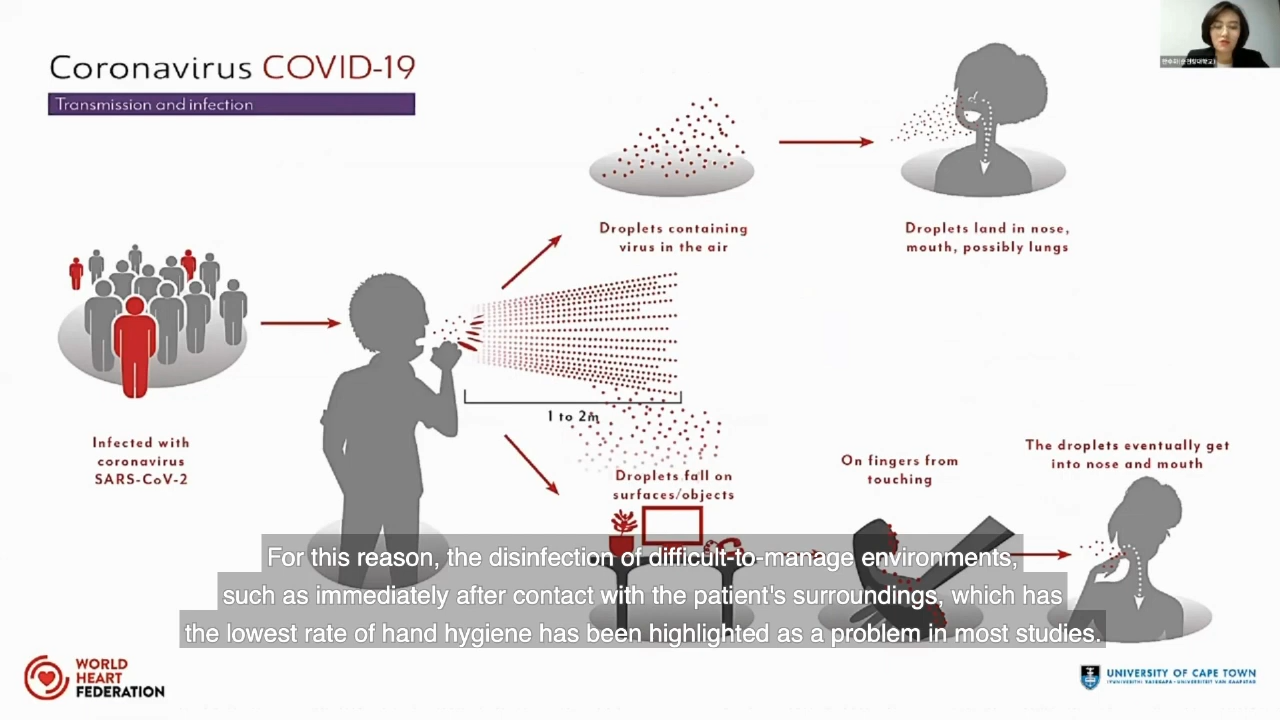 Coronavirus COVID-19
Transmission and infection
Droplets containing
virus in the air
Droplets land in nose,
mouth, possibly lungs
Infected with
coronavirus
SARS-CoV-2
1 to 2m
Droplets fall on
surfaces/objects
On fingers from
touching
The droplets eventually get
into nose and mouth
For this reason, the disinfection of difficult-to-manage environments,
such as immediately after contact with the patient's surroundings, which has
the lowest rate of hand hygiene has been highlighted as a problem in most studies.
WORLD
HEART
FEDERATION
UNIVERSITY OF CAPE TOWN